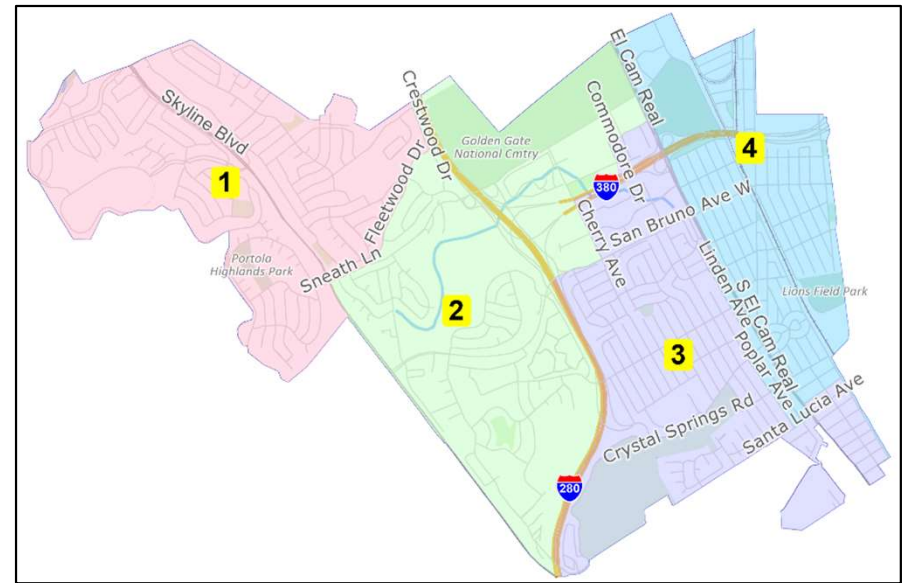 Skyline Blvd
1
Portola
Highlands Park
Sneath Ln
Fleetwood Dr
Crestwood Dr
Golden Gate
National Cmtry
2
280
Commodore Dr
El Cam Real
380
Cherry Ave
San Bruno Ave W
4
Linden Ave
S El Cam Real
Poplar Ave
Lions Field Park
3
Crystal Springs Rd
Santa Lucia Ave